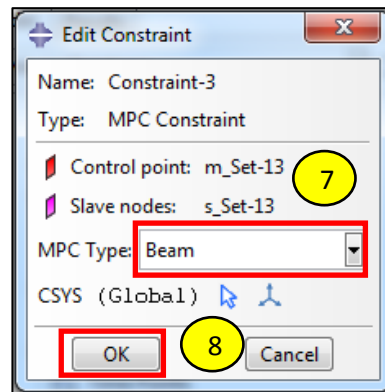 Edit Constraint
X
Name: Constraint-3
Type: MPC Constraint
Control point: m_Set-13
7
Slave nodes: s_Set-13
MPC Type: Beam
CSYS (Global)
OK
8
Cancel